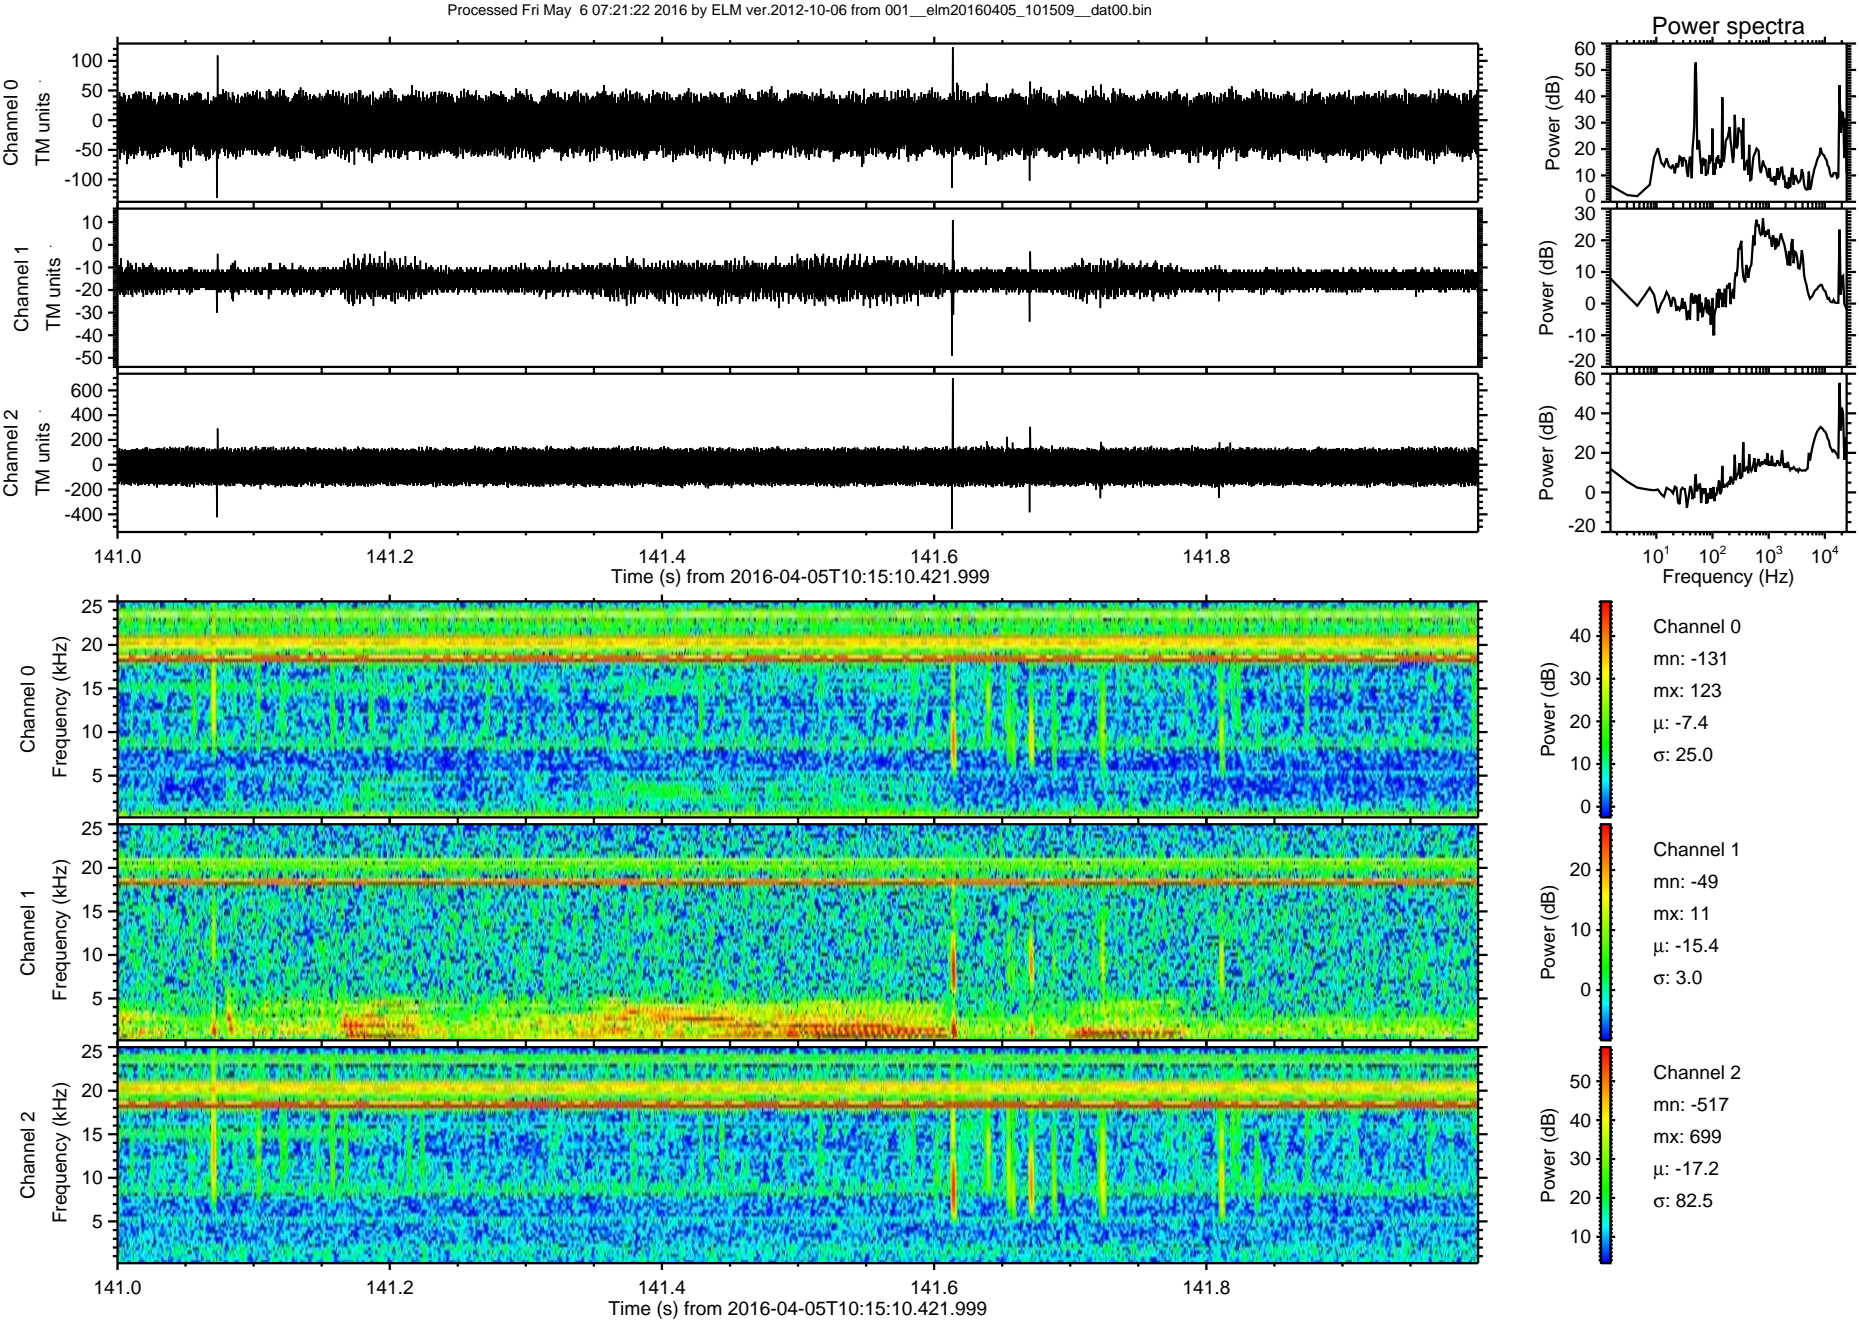 Processed Fri May  6 07:21:22 2016 by ELM ver.2012-10-06 from 001__elm20160405_101509__dat00.bin
Power spectra
Channel 0
TM units
100
50
0
-50
-100
Power (dB)
60
50
40
30
20
10
0
Channel 1
TM units
10
0
-10
-20
-30
-40
-50
Power (dB)
30
20
10
0
-10
-20
Channel 2
TM units
600
400
200
0
-200
-400
Power (dB)
60
40
20
0
-20
141.0 141.2 141.4 141.6 141.8
Time (s) from 2016-04-05T10:15:10.421.999
10¹ 10² 10³ 10⁴
Frequency (Hz)
Channel 0
Frequency (kHz)
25
20
15
10
5
Power (dB)
40
30
20
10
0
Channel 0
mn: -131
mx: 123
μ: -7.4
σ: 25.0
Channel 1
Frequency (kHz)
25
20
15
10
5
Power (dB)
20
10
0
Channel 1
mn: -49
mx: 11
μ: -15.4
σ: 3.0
Channel 2
Frequency (kHz)
25
20
15
10
5
Power (dB)
50
40
30
20
10
Channel 2
mn: -517
mx: 699
μ: -17.2
σ: 82.5
141.0 141.2 141.4 141.6 141.8
Time (s) from 2016-04-05T10:15:10.421.999